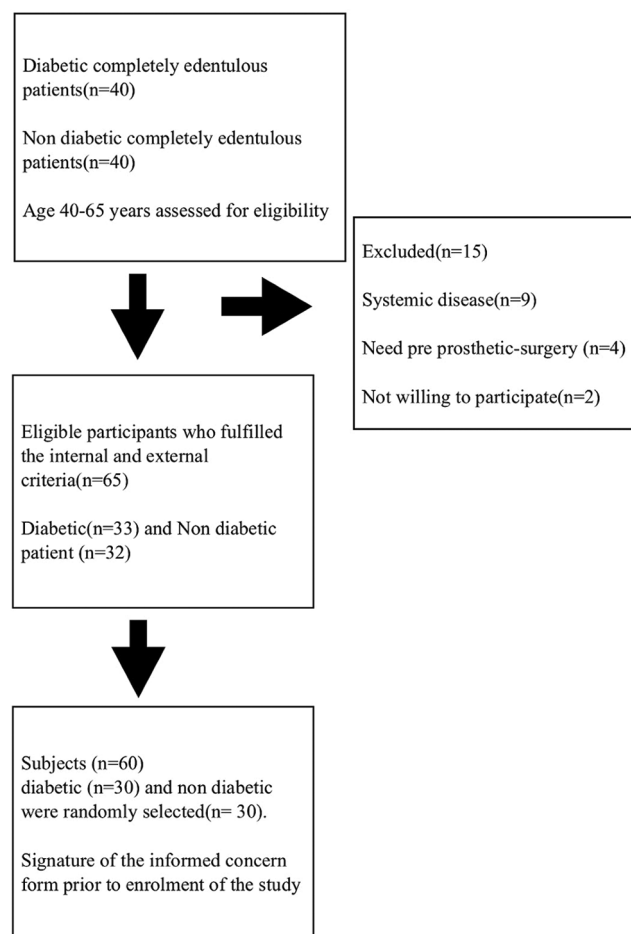 Diabetic completely edentulous
patients(n=40)
Non diabetic completely edentulous
patients(n=40)
Age 40-65 years assessed for eligibility
Excluded(n=15)
Systemic disease(n=9)
Need pre prosthetic-surgery (n=4)
Not willing to participate(n=2)
Eligible participants who fulfilled
the internal and external
criteria(n=65)
Diabetic(n=33) and Non diabetic
patient (n=32)
Subjects (n=60)
diabetic (n=30) and non diabetic
were randomly selected(n= 30).
Signature of the informed concern
form prior to enrolment of the study